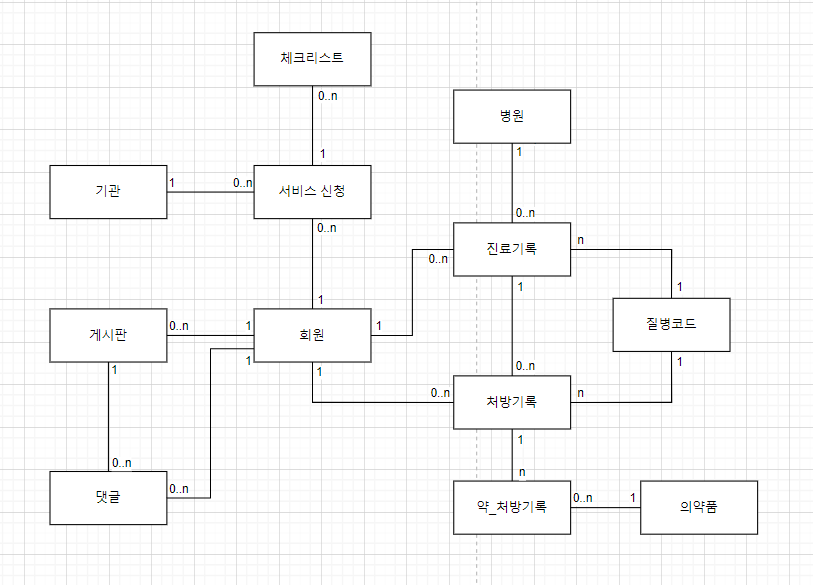 체크리스트
0..n
병원
1
1
기관
1
0..n
서비스 신청
0..n
0..n
진료기록
n
0..n
1
1
1
질병코드
게시판
0..n
1
회원
1
1
1
1
0..n
1
0..n
처방기록
n
1
0..n
댓글
0..n
n
약_처방기록
0..n
1
의약품